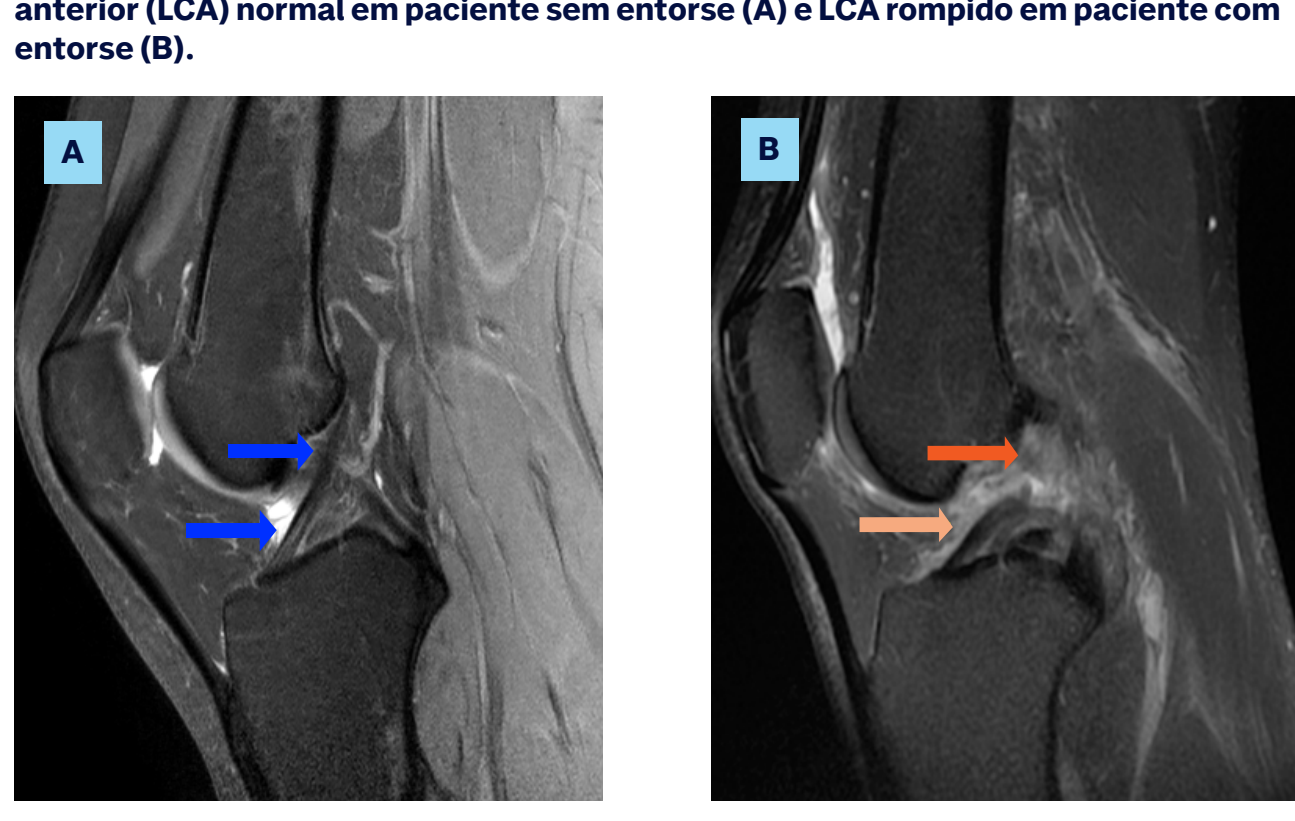 anterior (LCA) normal em paciente sem entorse (A) e LCA rompido em paciente com
entorse (B).
A
B